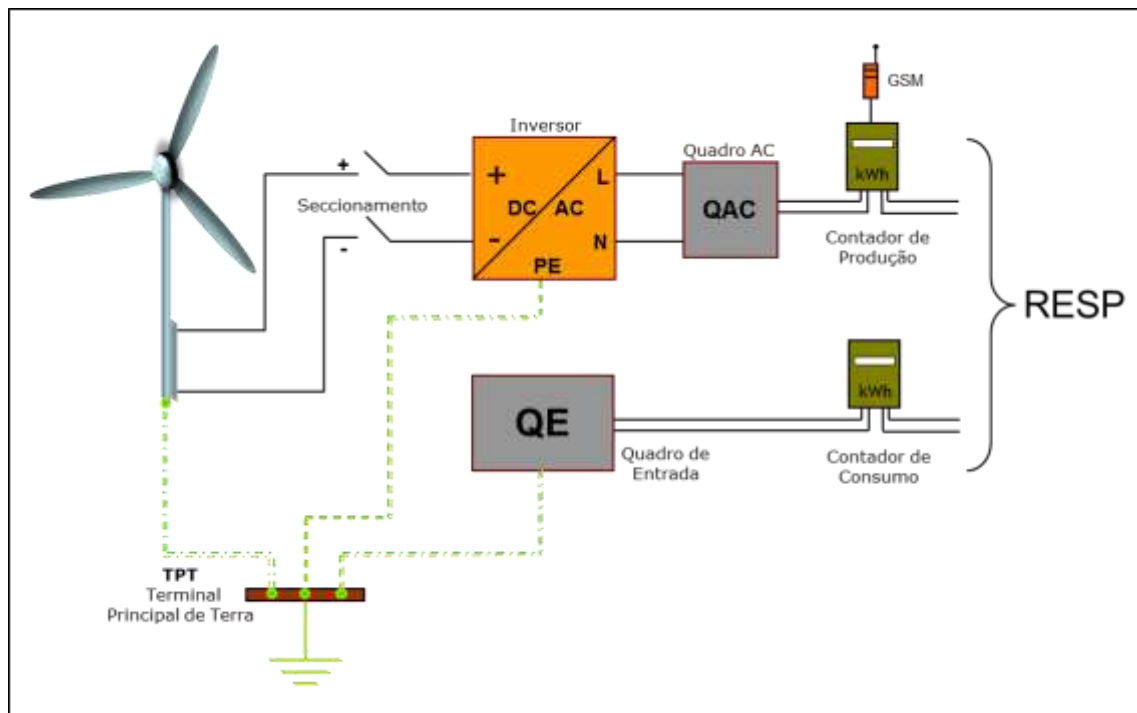 GSM
Inversor
Quadro AC
+
Seccionamento
-
+
DC
AC
L
-
N
PE
QAC
kWh
Contador de
Produção
RESP
QE
Quadro de
Entrada
kWh
Contador de
Consumo
TPT
Terminal
Principal de Terra